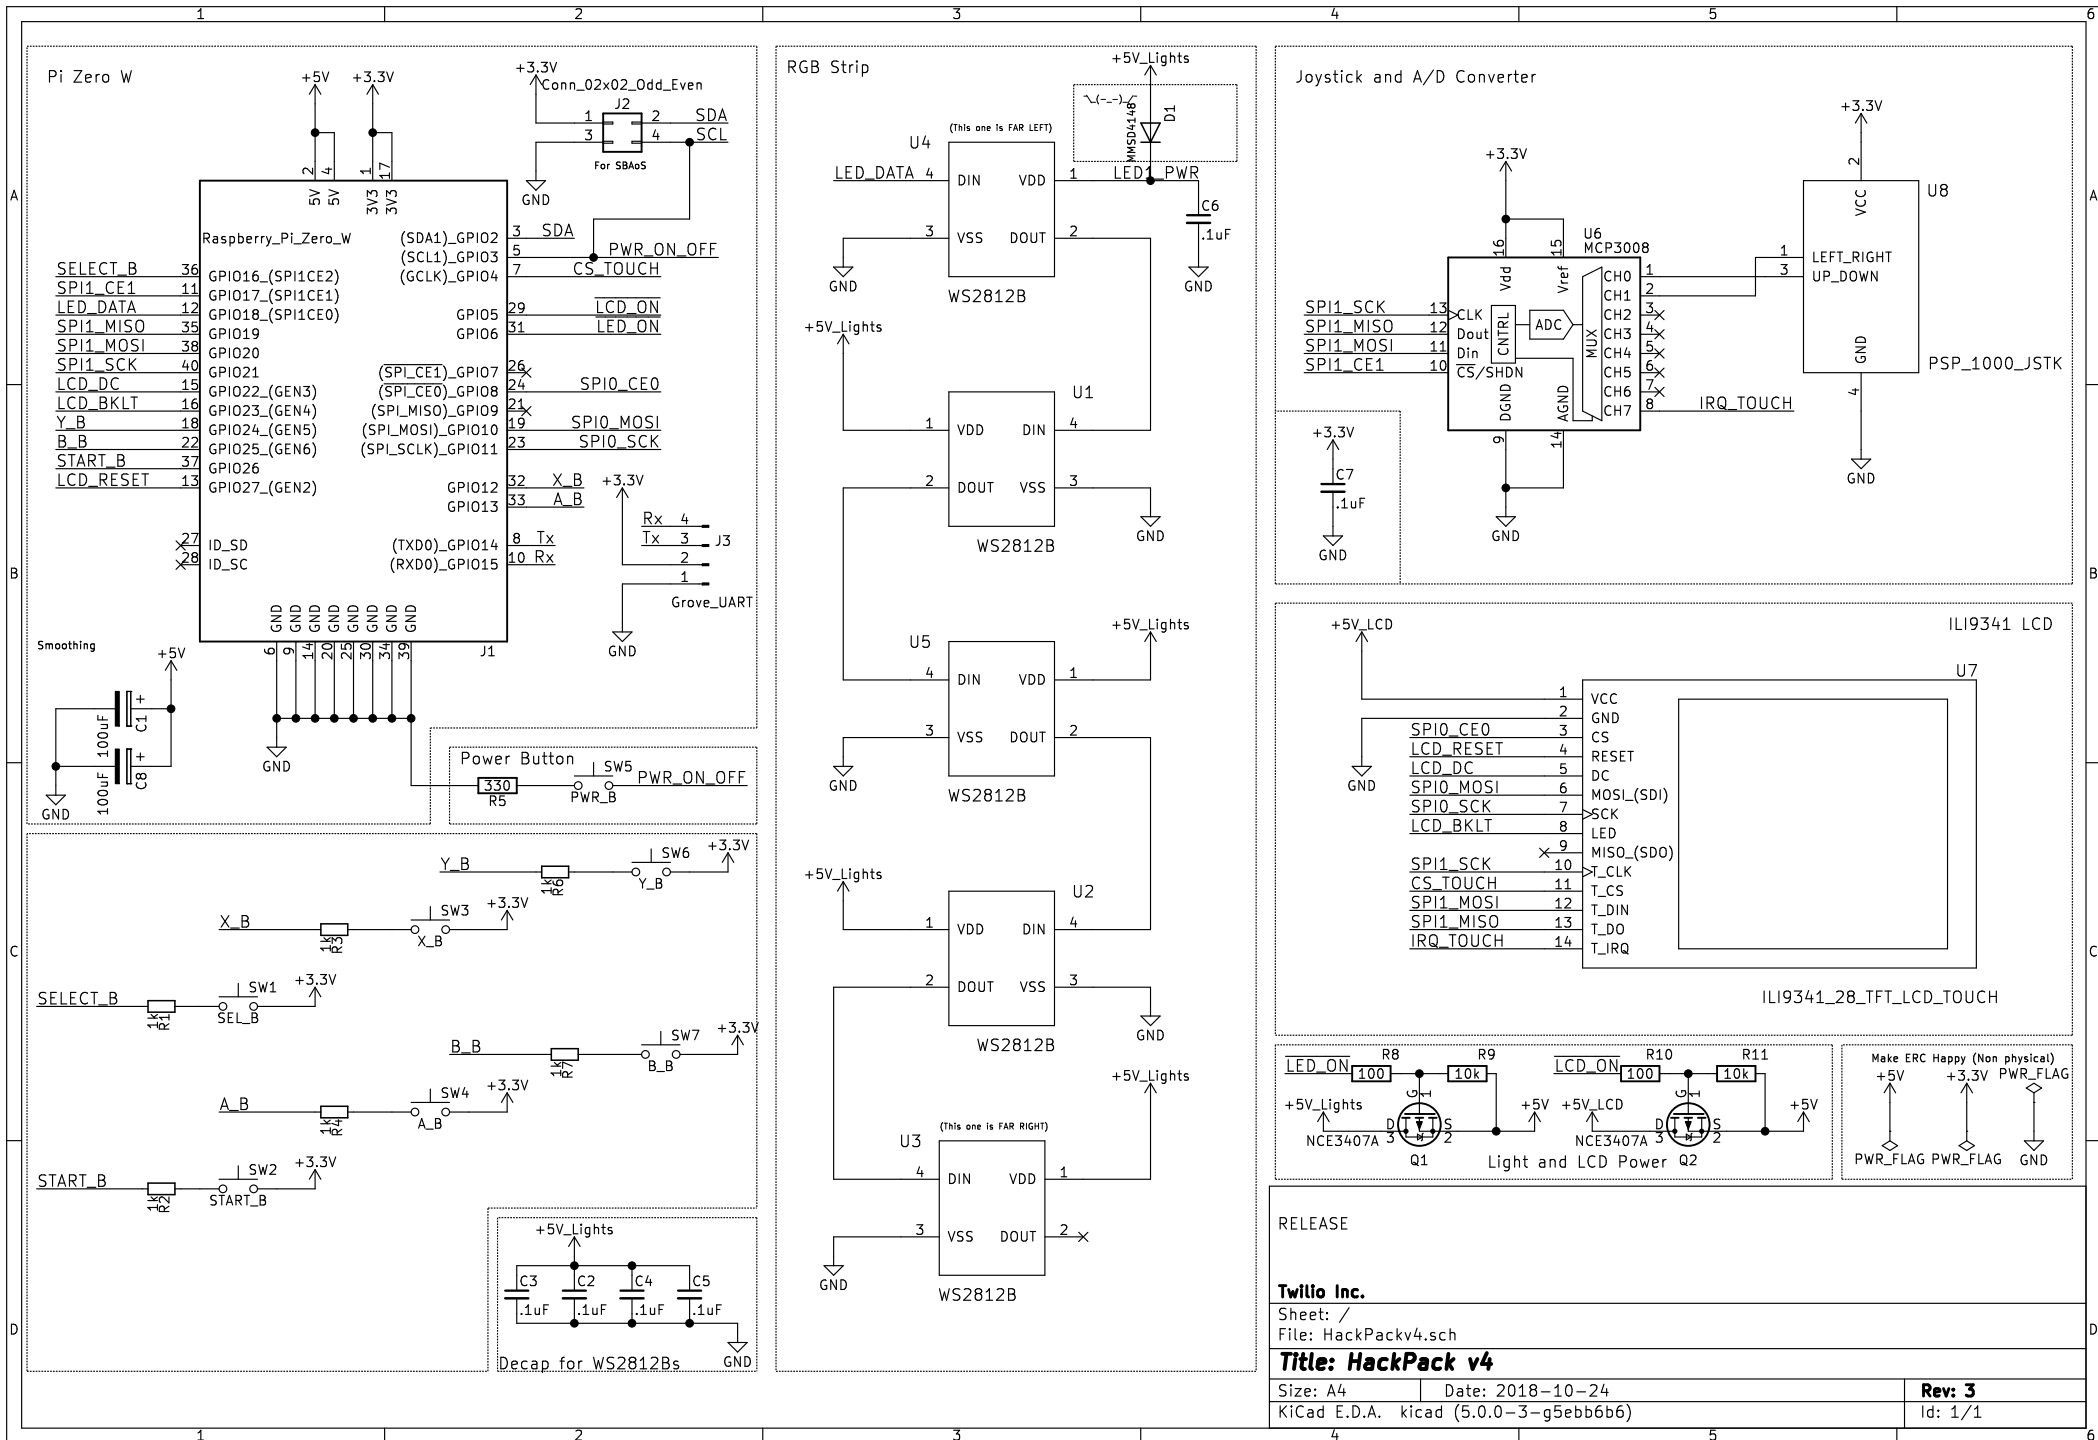 1 2 3 4 5 6
Pi Zero W
+5V +3.3V +3.3V
Conn_02x02_Odd_Even
J2
1 2 SDA
3 4 SCL
For SBAoS
GND
2 4 1 17
5V 5V 3V3 3V3
Raspberry_Pi_Zero_W
(SDA1)_GPIO2 3 SDA
(SCL1)_GPIO3 5 PWR_ON_OFF
(GCLK)_GPIO4 7 CS_TOUCH
GPIO5 29 LCD_ON
GPIO6 31 LED_ON
(SPI_CE1)_GPIO7 26
(SPI_CE0)_GPIO8 24 SPI0_CE0
(SPI_MISO)_GPIO9 21
(SPI_MOSI)_GPIO10 19 SPI0_MOSI
(SPI_SCLK)_GPIO11 23 SPI0_SCK
GPIO12 32 X_B
GPIO13 33 A_B
(TXD0)_GPIO14 8 Tx
(RXD0)_GPIO15 10 Rx
SELECT_B 36 GPIO16_(SPI1CE2)
SPI1_CE1 11 GPIO17_(SPI1CE1)
LED_DATA 12 GPIO18_(SPI1CE0)
SPI1_MISO 35 GPIO19
SPI1_MOSI 38 GPIO20
SPI1_SCK 40 GPIO21
LCD_DC 15 GPIO22_(GEN3)
LCD_BKLT 16 GPIO23_(GEN4)
Y_B 18 GPIO24_(GEN5)
B_B 22 GPIO25_(GEN6)
START_B 37 GPIO26
LCD_RESET 13 GPIO27_(GEN2)
27 ID_SD
28 ID_SC
GND GND GND GND GND GND GND GND
6 9 14 20 25 30 34 39
J1
GND
+3.3V
Rx 4
Tx 3 J3
2
1
Grove_UART
GND
Smoothing
+5V
100uF C1 +
100uF C8 +
GND
Power Button
330 SW5 PWR_ON_OFF
R5 PWR_B
Y_B 1k R6 SW6 Y_B +3.3V
X_B 1k R3 SW3 X_B +3.3V
SELECT_B 1k R1 SW1 SEL_B +3.3V
B_B 1k R7 SW7 B_B +3.3V
A_B 1k R4 SW4 A_B +3.3V
START_B 1k R2 SW2 START_B +3.3V
+5V_Lights
C3 C2 C4 C5
.1uF .1uF .1uF .1uF
Decap for WS2812Bs GND
RGB Strip
+5V_Lights
¯\_(-_-)_/¯
MMSD4148 D1
U4 (This one is FAR LEFT)
LED_DATA 4 DIN VDD 1 LED1_PWR
C6
.1uF
3 VSS DOUT 2
GND WS2812B GND
+5V_Lights
U1
1 VDD DIN 4
2 DOUT VSS 3
WS2812B GND
U5 +5V_Lights
4 DIN VDD 1
3 VSS DOUT 2
GND WS2812B
+5V_Lights
U2
1 VDD DIN 4
2 DOUT VSS 3
WS2812B GND
+5V_Lights
U3 (This one is FAR RIGHT)
4 DIN VDD 1
3 VSS DOUT 2
GND WS2812B
Joystick and A/D Converter
+3.3V
+3.3V
2
VCC U8
U6
MCP3008
16 15
Vdd Vref
1 LEFT_RIGHT
3 UP_DOWN
GND
4
PSP_1000_JSTK
GND
SPI1_SCK 13 CLK
SPI1_MISO 12 Dout
SPI1_MOSI 11 Din
SPI1_CE1 10 CS/SHDN
CNTRL ADC MUX
CH0 1
CH1 2
CH2 3
CH3 4
CH4 5
CH5 6
CH6 7
CH7 8 IRQ_TOUCH
DGND AGND
9 14
GND
+3.3V
C7
.1uF
GND
+5V_LCD
ILI9341 LCD
U7
1 VCC
2 GND
SPI0_CE0 3 CS
LCD_RESET 4 RESET
LCD_DC 5 DC
SPI0_MOSI 6 MOSI_(SDI)
SPI0_SCK 7 SCK
LCD_BKLT 8 LED
9 MISO_(SDO)
SPI1_SCK 10 T_CLK
CS_TOUCH 11 T_CS
SPI1_MOSI 12 T_DIN
SPI1_MISO 13 T_DO
IRQ_TOUCH 14 T_IRQ
GND
ILI9341_28_TFT_LCD_TOUCH
LED_ON R8 100 R9 10k
+5V_Lights D 3 G 1 S 2 +5V
NCE3407A Q1
LCD_ON R10 100 R11 10k
+5V_LCD D 3 G 1 S 2 +5V
NCE3407A Q2
Light and LCD Power
Make ERC Happy (Non physical)
+5V +3.3V PWR_FLAG
PWR_FLAG PWR_FLAG GND
RELEASE
Twilio Inc.
Sheet: /
File: HackPackv4.sch
Title: HackPack v4
Size: A4 Date: 2018-10-24 Rev: 3
KiCad E.D.A. kicad (5.0.0-3-g5ebb6b6) Id: 1/1
A A
B B
C C
D D
1 2 3 4 5 6